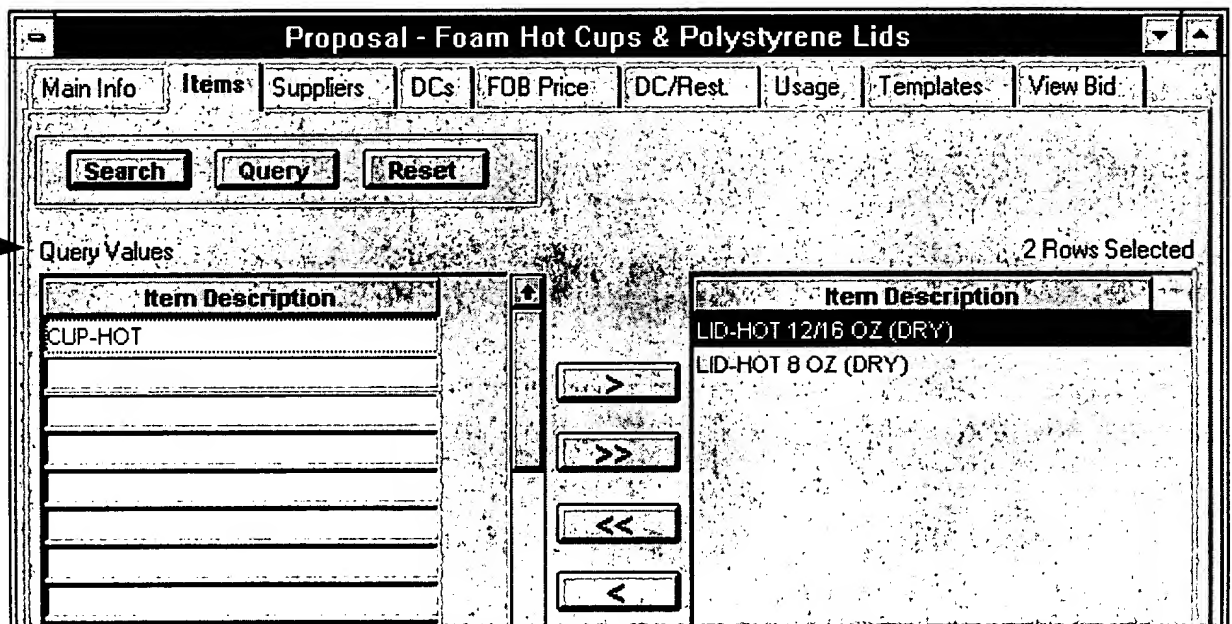 Proposal - Foam Hot Cups & Polystyrene Lids
Main Info Items Suppliers DCs FOB Price DC/Rest. Usage Templates View Bid
Search Query Reset
Query Values 2 Rows Selected
Item Description Item Description
CUP-HOT LID-HOT 12/16 OZ (DRY)
LID-HOT 8 OZ (DRY)
>
>>
<<
<